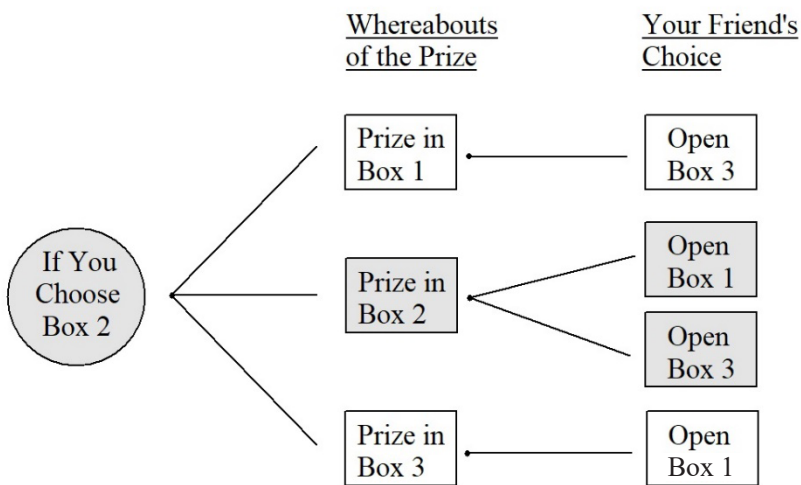 Whereabouts
of the Prize
Your Friend's
Choice
If You
Choose
Box 2
Prize in
Box 1
Open
Box 3
Prize in
Box 2
Open
Box 1
Open
Box 3
Prize in
Box 3
Open
Box 1